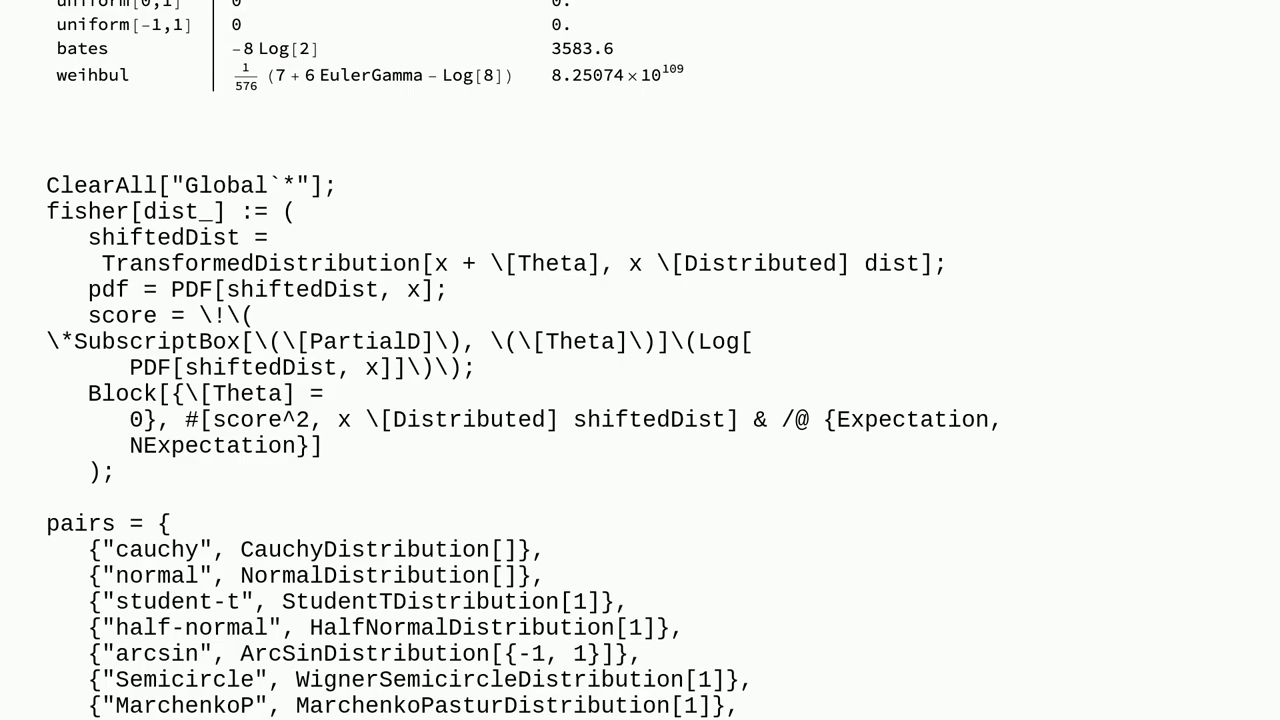 uniform[0,1] 0 0.
uniform[-1,1] 0 0.
bates -8 Log[2] 3583.6
weihbul 1/576 (7 + 6 EulerGamma - Log[8]) 8.25074×10^109
ClearAll["Global`*"];
fisher[dist_] := (
shiftedDist =
TransformedDistribution[x + \[Theta], x \[Distributed] dist];
pdf = PDF[shiftedDist, x];
score = \!\(
\*SubscriptBox[\(\[PartialD]\), \(\[Theta]\)]\(Log[
PDF[shiftedDist, x]]\)\);
Block[{\[Theta] =
0}, #[score^2, x \[Distributed] shiftedDist] & /@ {Expectation,
NExpectation}]
);
pairs = {
{"cauchy", CauchyDistribution[]},
{"normal", NormalDistribution[]},
{"student-t", StudentTDistribution[1]},
{"half-normal", HalfNormalDistribution[1]},
{"arcsin", ArcSinDistribution[{-1, 1}]},
{"Semicircle", WignerSemicircleDistribution[1]},
{"MarchenkoP", MarchenkoPasturDistribution[1]},